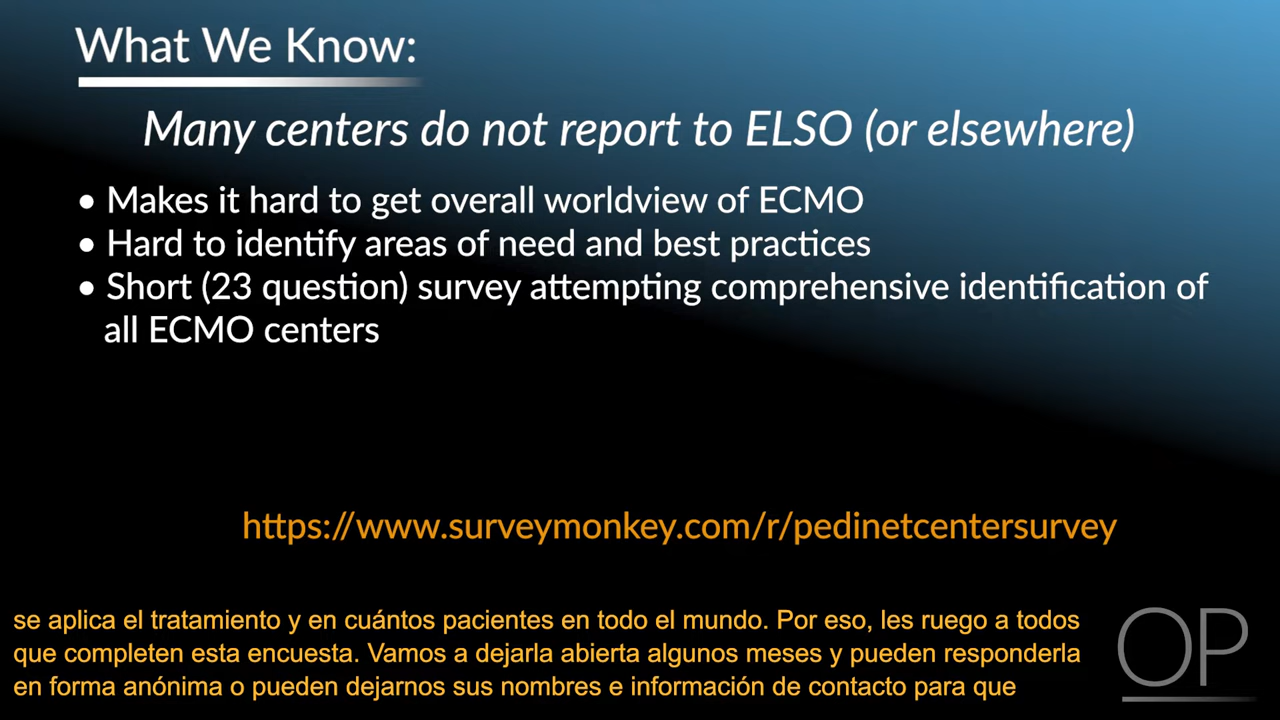 What We Know:
Many centers do not report to ELSO (or elsewhere)
• Makes it hard to get overall worldview of ECMO
• Hard to identify areas of need and best practices
• Short (23 question) survey attempting comprehensive identification of
all ECMO centers
https://www.surveymonkey.com/r/pedinetcentersurvey
se aplica el tratamiento y en cuántos pacientes en todo el mundo. Por eso, les ruego a todos
que completen esta encuesta. Vamos a dejarla abierta algunos meses y pueden responderla
en forma anónima o pueden dejarnos sus nombres e información de contacto para que
OP